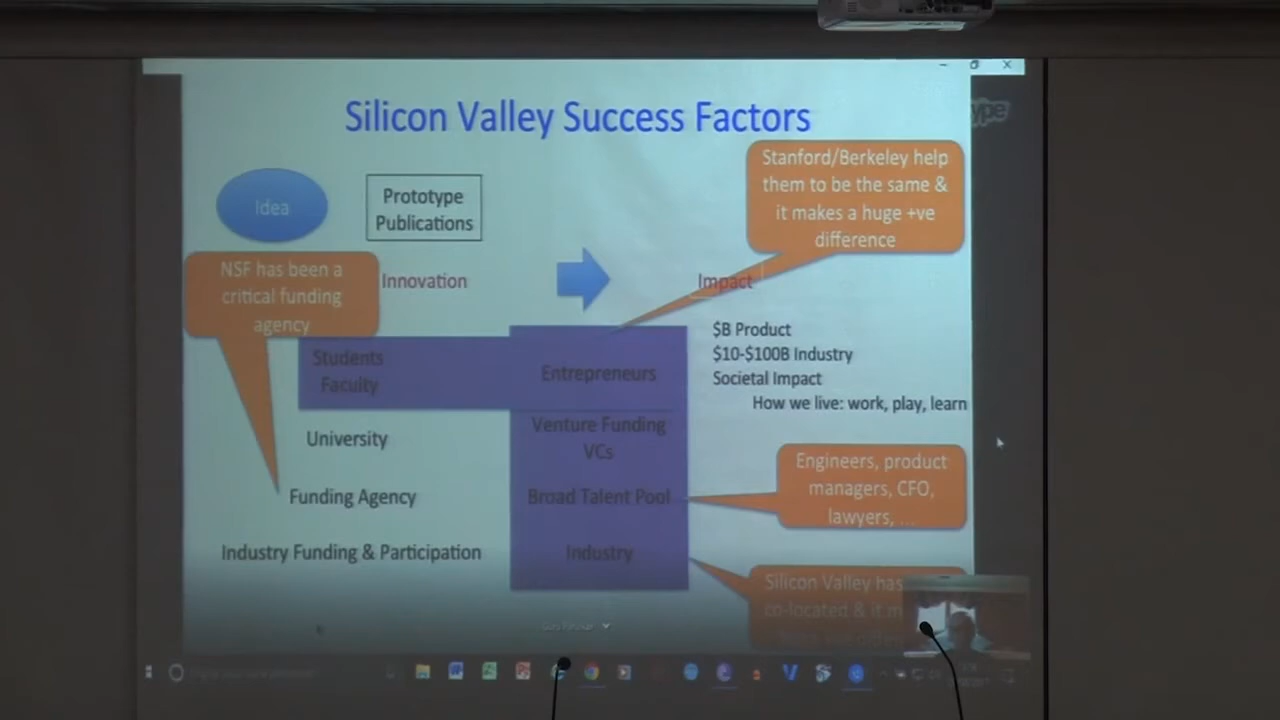 Silicon Valley Success Factors
Idea
Prototype
Publications
Stanford/Berkeley help
them to be the same &
it makes a huge +ve
difference
NSF has been a
critical funding
agency
Innovation
Impact
$B Product
$10-$100B Industry
Societal Impact
How we live: work, play, learn
Students
Faculty
Entrepreneurs
University
Venture Funding
VCs
Funding Agency
Broad Talent Pool
Engineers, product
managers, CFO,
lawyers, ...
Industry Funding & Participation
Industry
Silicon Valley has
co-located & it